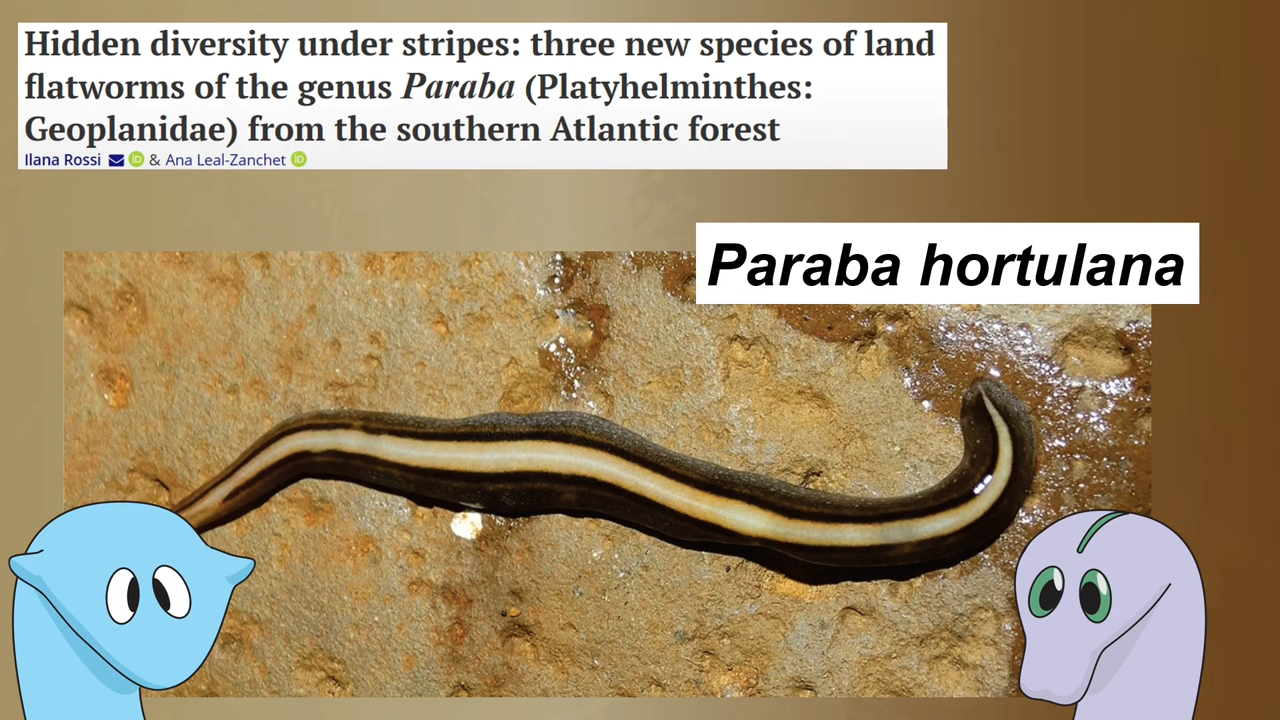 Hidden diversity under stripes: three new species of land
flatworms of the genus Paraba (Platyhelminthes:
Geoplanidae) from the southern Atlantic forest
Ilana Rossi & Ana Leal-Zanchet
Paraba hortulana